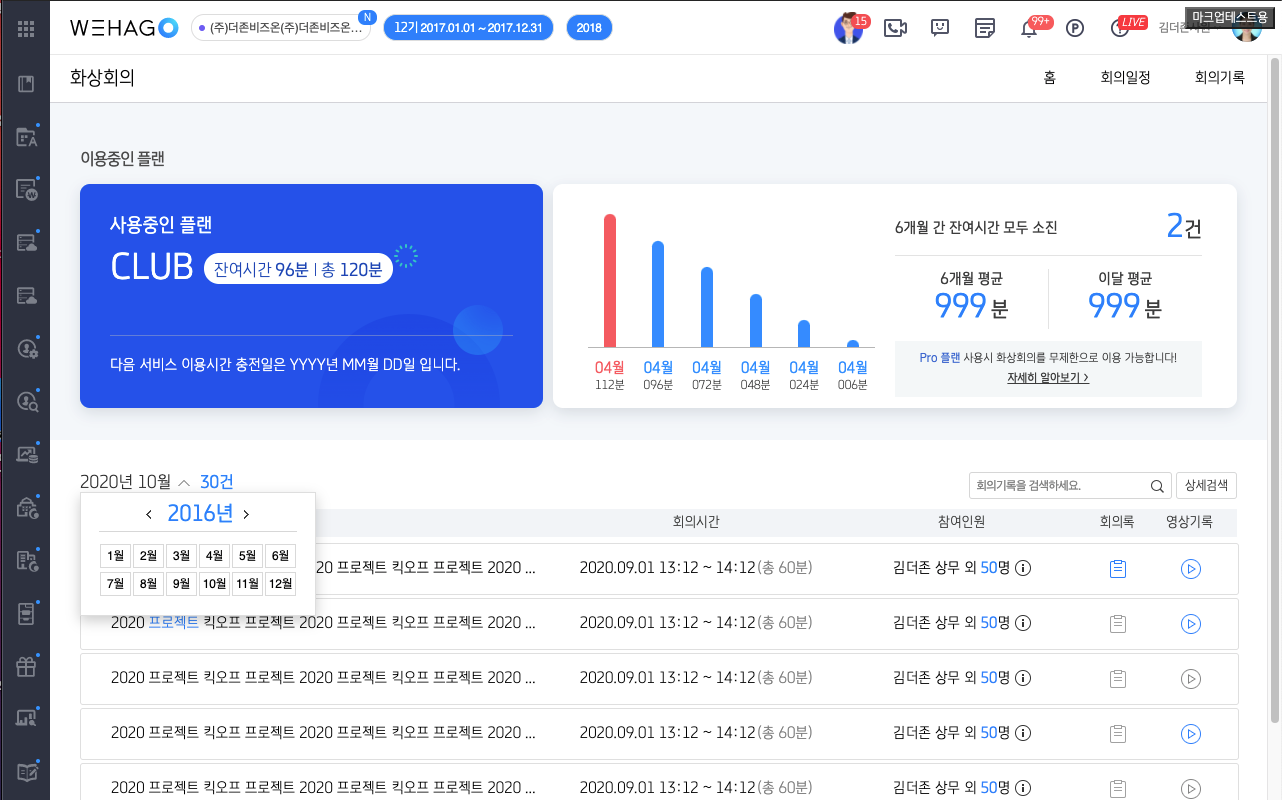 WEHAGO
(주)더존비즈온(주)더존비즈온...
N
12기 2017.01.01 ~ 2017.12.31
2018
15
99+
LIVE
마크업테스트용
화상회의
홈
회의일정
회의기록
이용중인 플랜
사용중인 플랜
CLUB
잔여시간 96분 | 총 120분
다음 서비스 이용시간 충전일은 YYYY년 MM월 DD일 입니다.
04월 04월 04월 04월 04월 04월
112분 096분 072분 048분 024분 006분
6개월 간 잔여시간 모두 소진
2건
6개월 평균
999 분
이달 평균
999 분
Pro 플랜 사용시 화상회의를 무제한으로 이용 가능합니다!
자세히 알아보기 >
2020년 10월 30건
회의기록을 검색하세요.
상세검색
< 2016년 >
1월 2월 3월 4월 5월 6월
7월 8월 9월 10월 11월 12월
회의시간 참여인원 회의록 영상기록
20 프로젝트 킥오프 프로젝트 2020 ... 2020.09.01 13:12 ~ 14:12(총 60분) 김더존 상무 외 50명
2020 프로젝트 킥오프 프로젝트 2020 프로젝트 킥오프 프로젝트 2020 ... 2020.09.01 13:12 ~ 14:12(총 60분) 김더존 상무 외 50명
2020 프로젝트 킥오프 프로젝트 2020 프로젝트 킥오프 프로젝트 2020 ... 2020.09.01 13:12 ~ 14:12(총 60분) 김더존 상무 외 50명
2020 프로젝트 킥오프 프로젝트 2020 프로젝트 킥오프 프로젝트 2020 ... 2020.09.01 13:12 ~ 14:12(총 60분) 김더존 상무 외 50명
2020 프로젝트 킥오프 프로젝트 2020 프로젝트 킥오프 프로젝트 2020 ... 2020.09.01 13:12 ~ 14:12(총 60분) 김더존 상무 외 50명